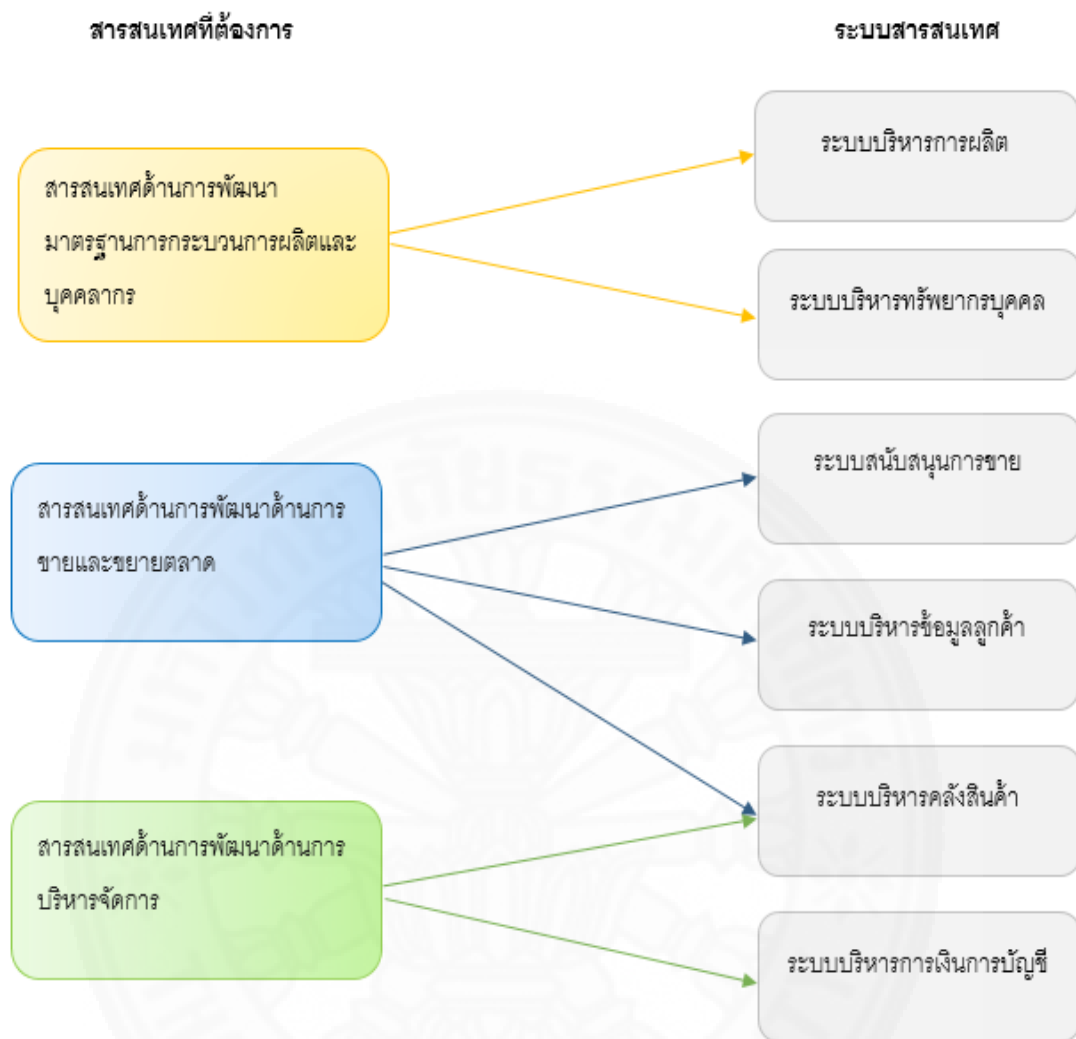 สารสนเทศที่ต้องการ
ระบบสารสนเทศ
สารสนเทศด้านการพัฒนา
มาตรฐานการกระบวนการผลิตและ
บุคคลากร
ระบบบริหารการผลิต
ระบบบริหารทรัพยากรบุคคล
สารสนเทศด้านการพัฒนาด้านการ
ขายและขยายตลาด
ระบบสนับสนุนการขาย
ระบบบริหารข้อมูลลูกค้า
ระบบบริหารคลังสินค้า
สารสนเทศด้านการพัฒนาด้านการ
บริหารจัดการ
ระบบบริหารการเงินการบัญชี